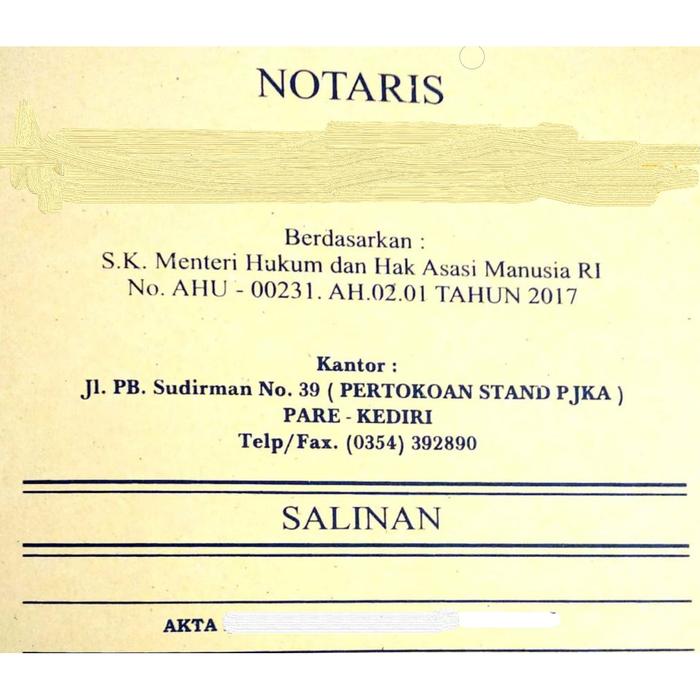 NOTARIS
Berdasarkan :
S.K. Menteri Hukum dan Hak Asasi Manusia RI
No. AHU - 00231. AH.02.01 TAHUN 2017
Kantor :
Jl. PB. Sudirman No. 39 ( PERTOKOAN STAND PJKA )
PARE - KEDIRI
Telp/Fax. (0354) 392890
SALINAN
AKTA